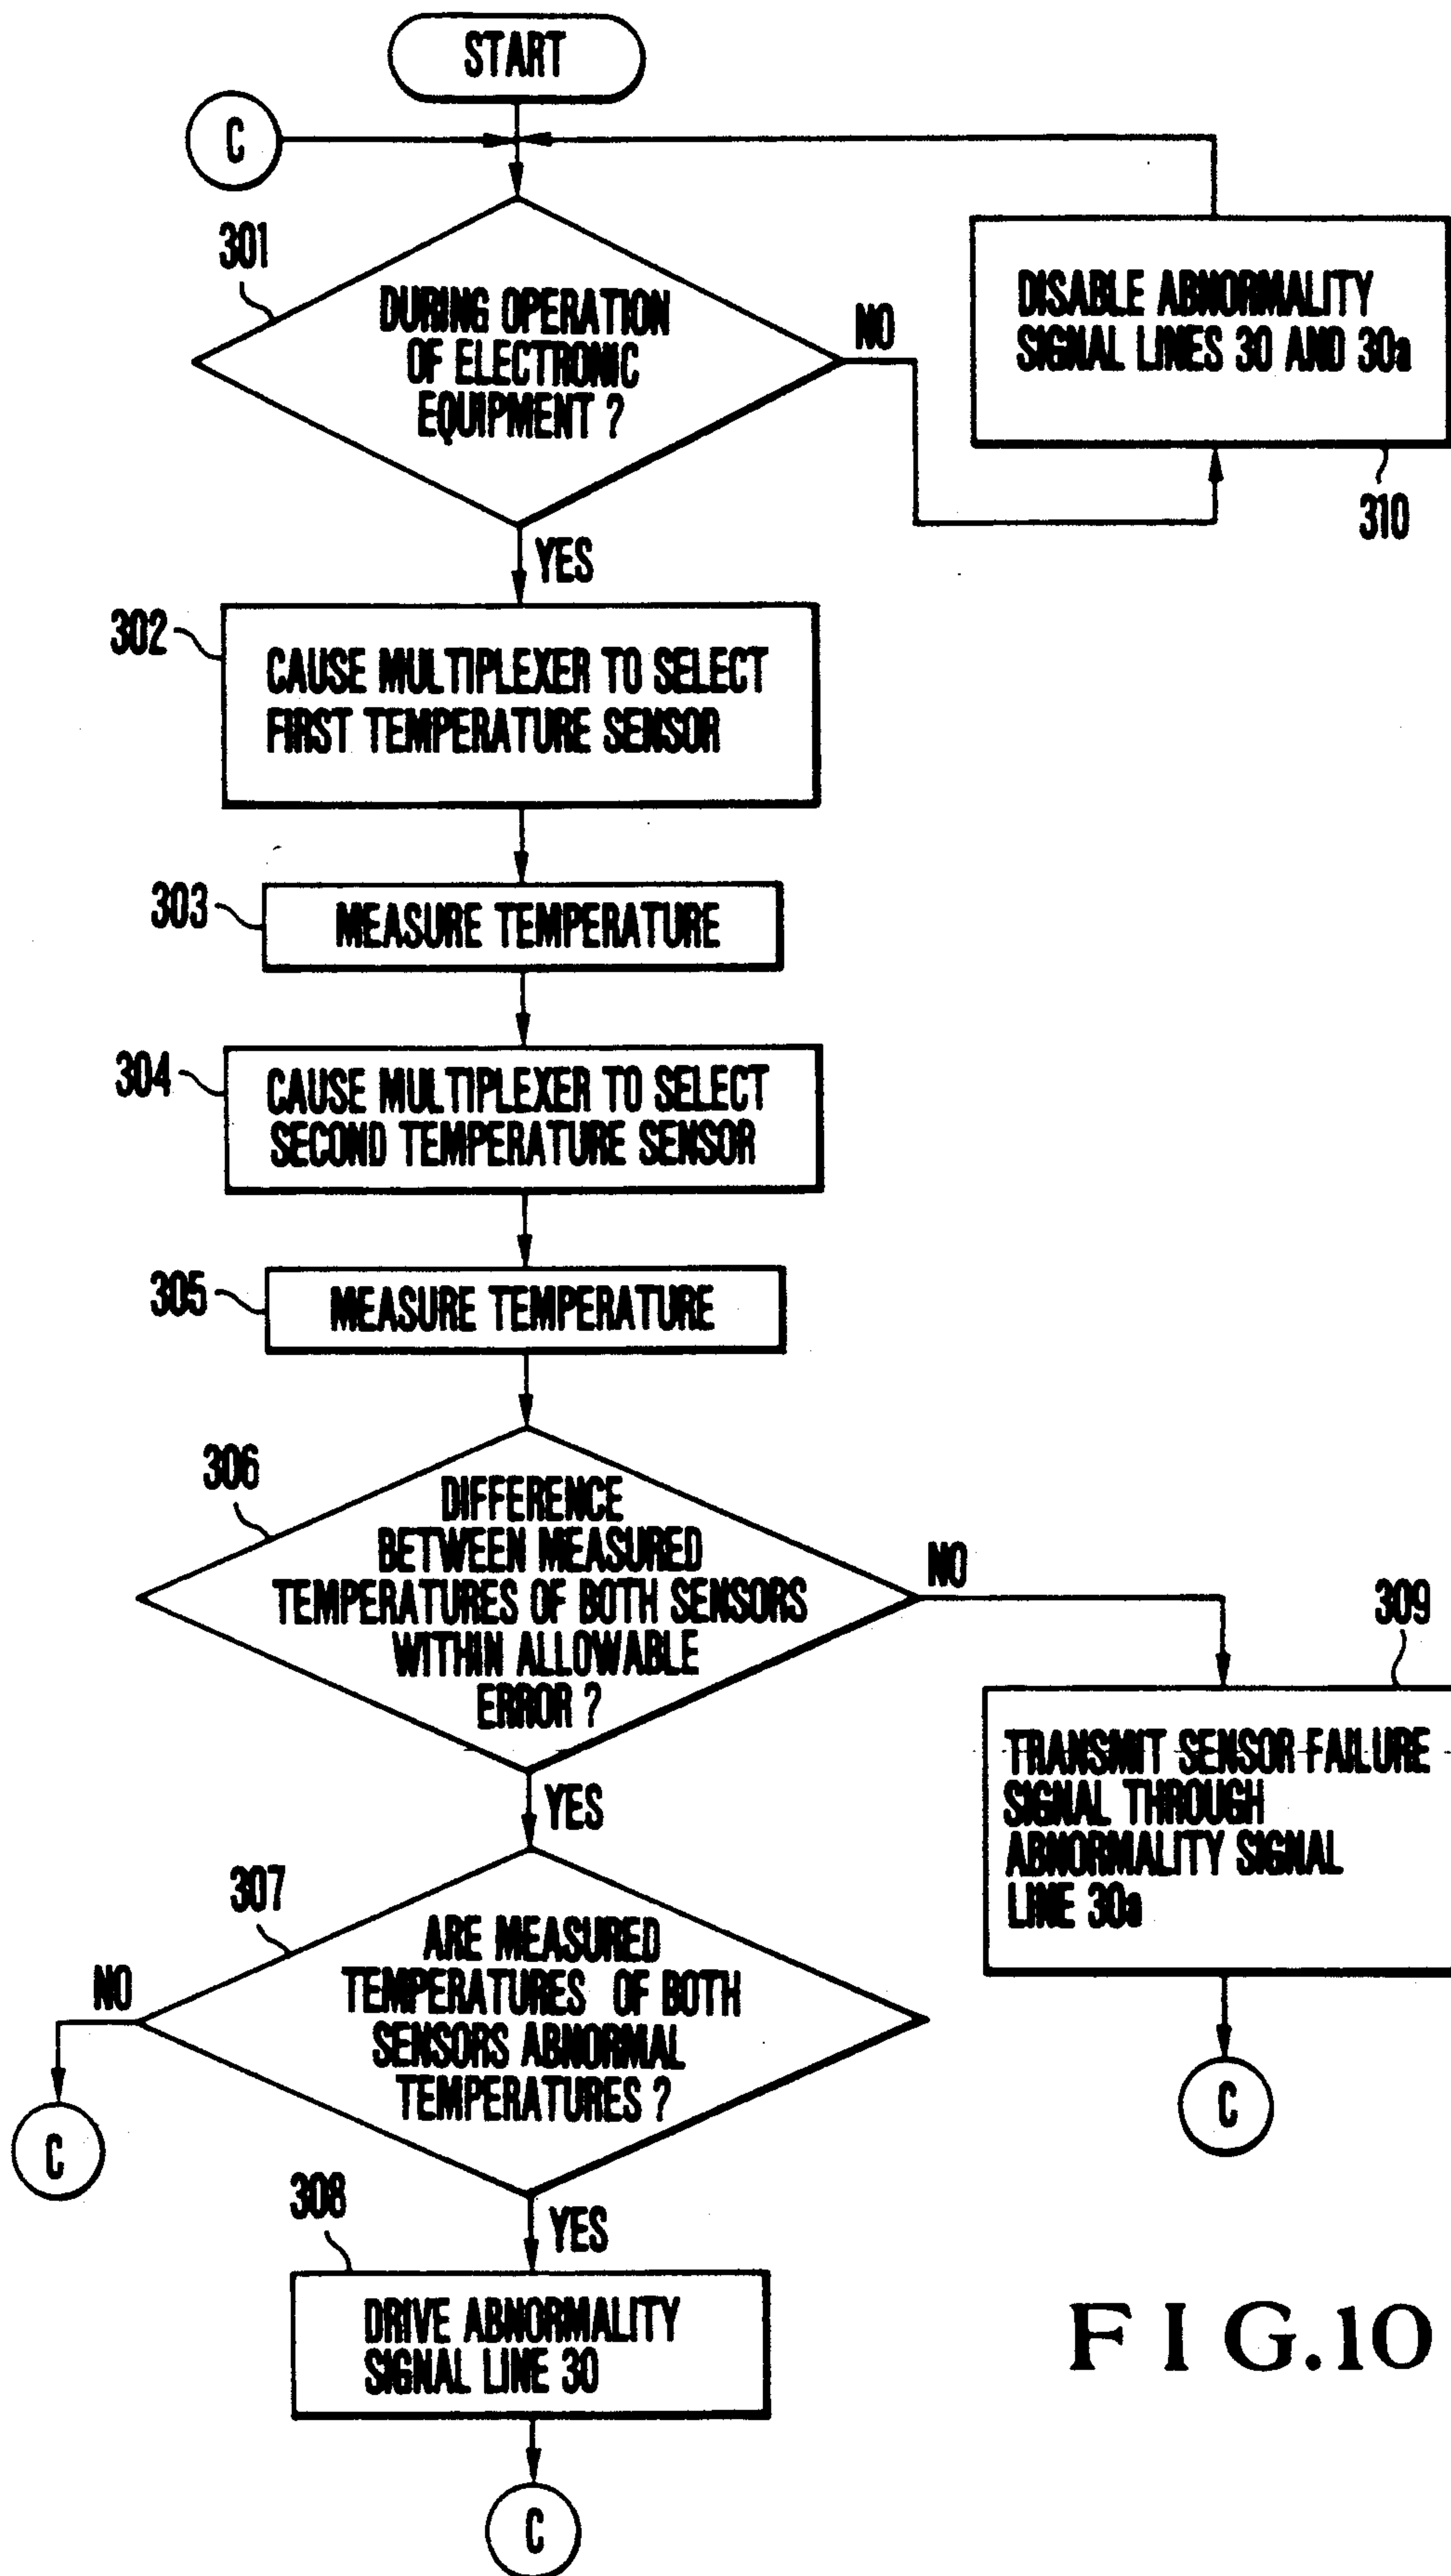 START
C
301
DURING OPERATION
OF ELECTRONIC
EQUIPMENT ?
NO
DISABLE ABNORMALITY
SIGNAL LINES 30 AND 30a
310
YES
302
CAUSE MULTIPLEXER TO SELECT
FIRST TEMPERATURE SENSOR
303
MEASURE TEMPERATURE
304
CAUSE MULTIPLEXER TO SELECT
SECOND TEMPERATURE SENSOR
305
MEASURE TEMPERATURE
306
DIFFERENCE
BETWEEN MEASURED
TEMPERATURES OF BOTH SENSORS
WITHIN ALLOWABLE
ERROR ?
NO
309
TRANSMIT SENSOR FAILURE
SIGNAL THROUGH
ABNORMALITY SIGNAL
LINE 30a
C
YES
307
ARE MEASURED
TEMPERATURES OF BOTH
SENSORS ABNORMAL
TEMPERATURES ?
NO
C
YES
308
DRIVE ABNORMALITY
SIGNAL LINE 30
C
FIG.10